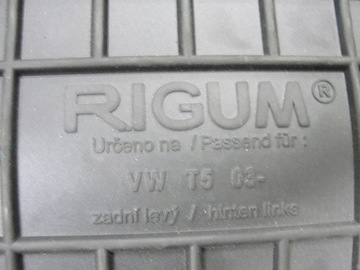 RIGUM®
Určeno na / Passend für :
VW T5 03-
zadní levý / hinten links